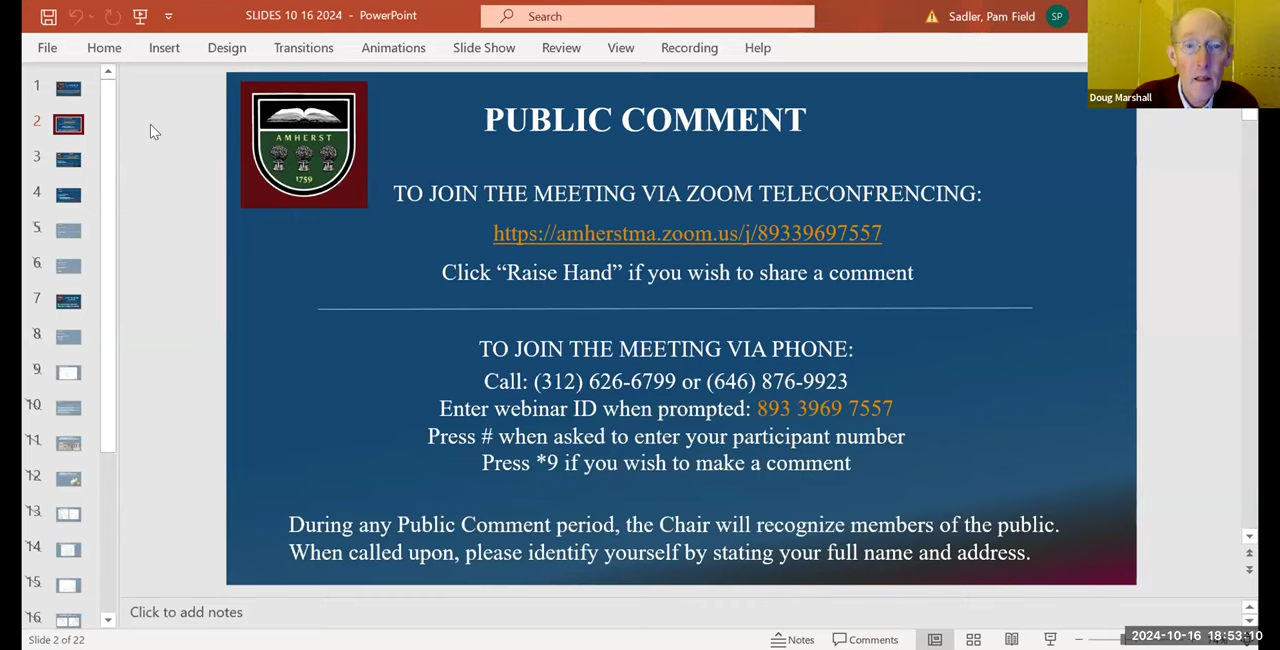 SLIDES 10 16 2024 - PowerPoint
Search
Sadler, Pam Field
SP
File Home Insert Design Transitions Animations Slide Show Review View Recording Help
Doug Marshall
1
2
3
4
5
6
7
8
9
10
11
12
13
14
15
16
AMHERST
1759
PUBLIC COMMENT
TO JOIN THE MEETING VIA ZOOM TELECONFRENCING:
https://amherstma.zoom.us/j/89339697557
Click “Raise Hand” if you wish to share a comment
TO JOIN THE MEETING VIA PHONE:
Call: (312) 626-6799 or (646) 876-9923
Enter webinar ID when prompted: 893 3969 7557
Press # when asked to enter your participant number
Press *9 if you wish to make a comment
During any Public Comment period, the Chair will recognize members of the public.
When called upon, please identify yourself by stating your full name and address.
Click to add notes
Slide 2 of 22
Notes
Comments
2024-10-16 18:53:10